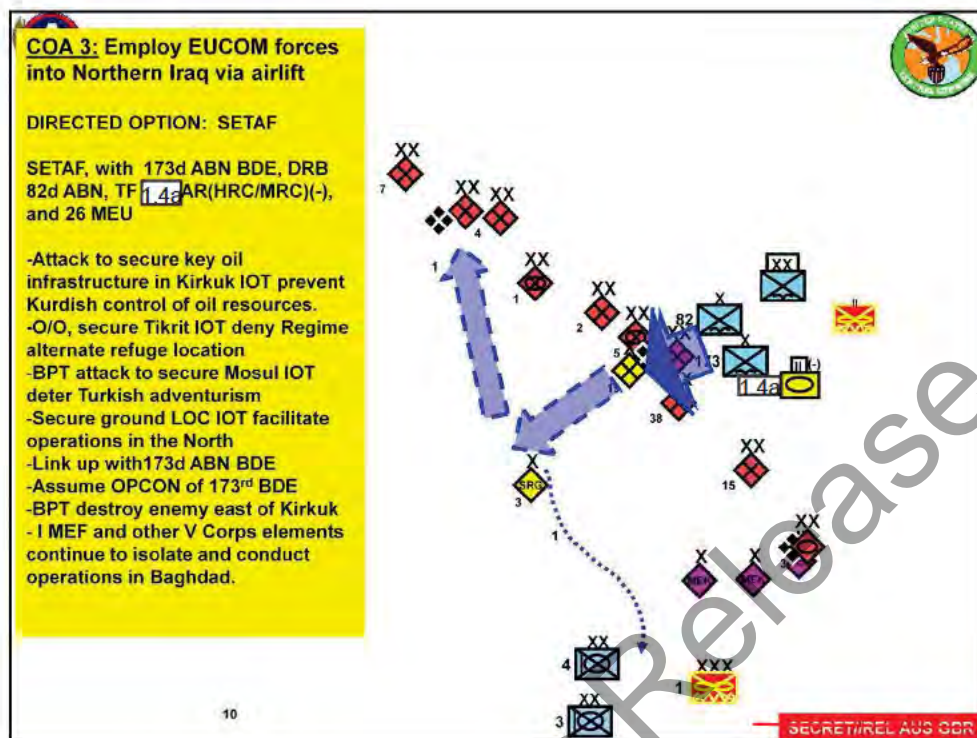 COA 3: Employ EUCOM forces
into Northern Iraq via airlift
DIRECTED OPTION: SETAF
SETAF, with 173d ABN BDE, DRB
82d ABN, TF 1.4a AR(HRC/MRC)(-),
and 26 MEU
-Attack to secure key oil
infrastructure in Kirkuk IOT prevent
Kurdish control of oil resources.
-O/O, secure Tikrit IOT deny Regime
alternate refuge location
-BPT attack to secure Mosul IOT
deter Turkish adventurism
-Secure ground LOC IOT facilitate
operations in the North
-Link up with173d ABN BDE
-Assume OPCON of 173rd BDE
-BPT destroy enemy east of Kirkuk
- I MEF and other V Corps elements
continue to isolate and conduct
operations in Baghdad.
10
XX
7
XX
4
XX
1
XX
1
XX
2
XX
5
X
82
X
173
XX
II
II (-)
1.4a
38
XX
15
X
SRG
3
1
XX
3
X
MEK
X
MEK
XX
4
XX
3
XXX
1
Release
SECRET//REL AUS GBR